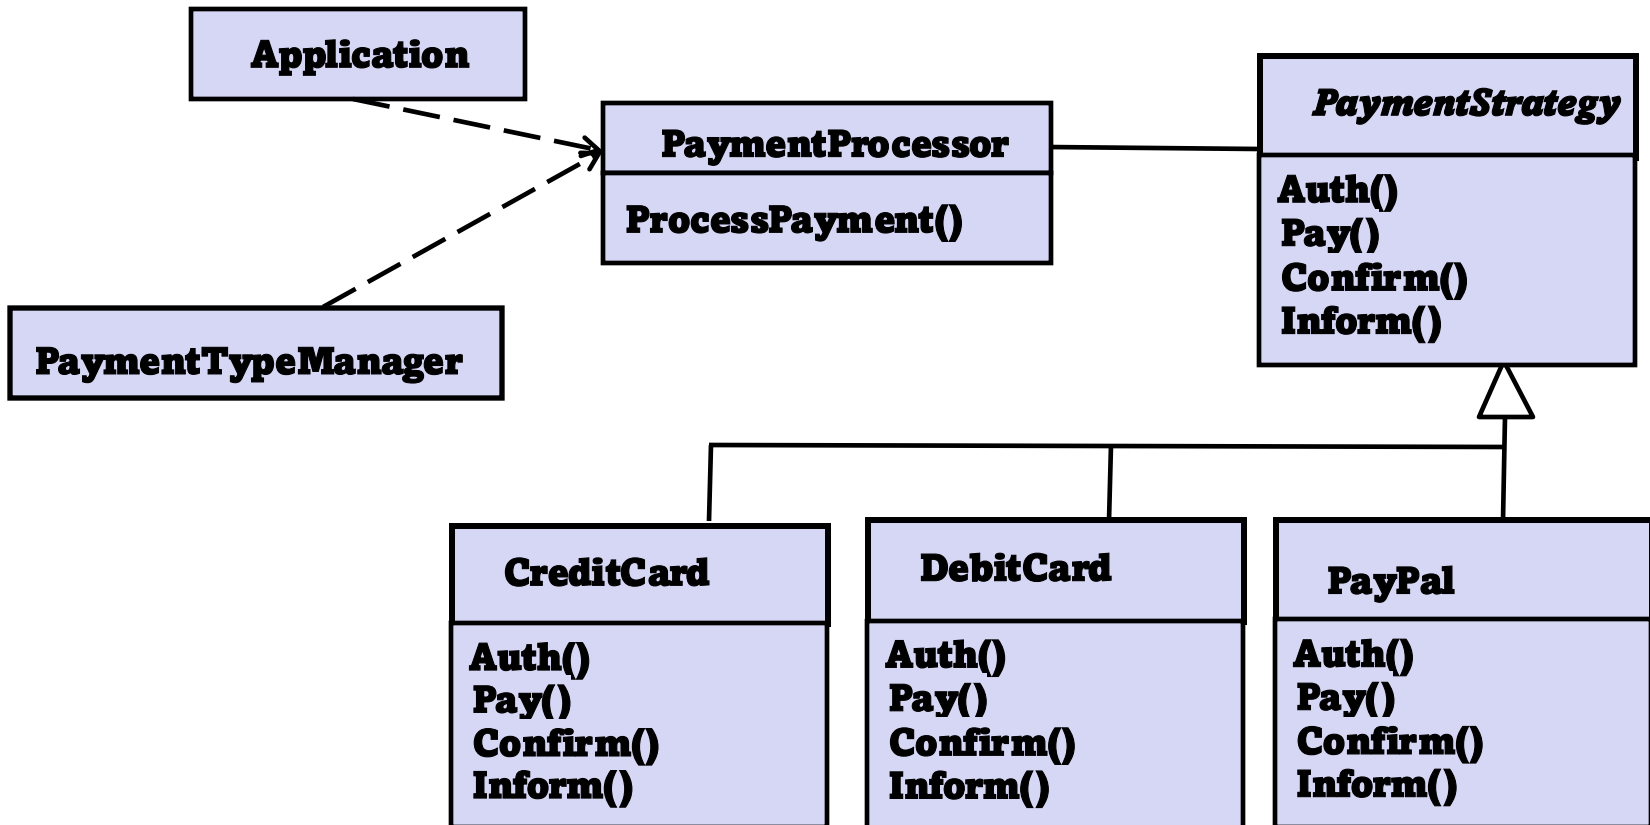 Application
PaymentProcessor
ProcessPayment()
PaymentTypeManager
PaymentStrategy
Auth()
Pay()
Confirm()
Inform()
CreditCard
Auth()
Pay()
Confirm()
Inform()
DebitCard
Auth()
Pay()
Confirm()
Inform()
PayPal
Auth()
Pay()
Confirm()
Inform()